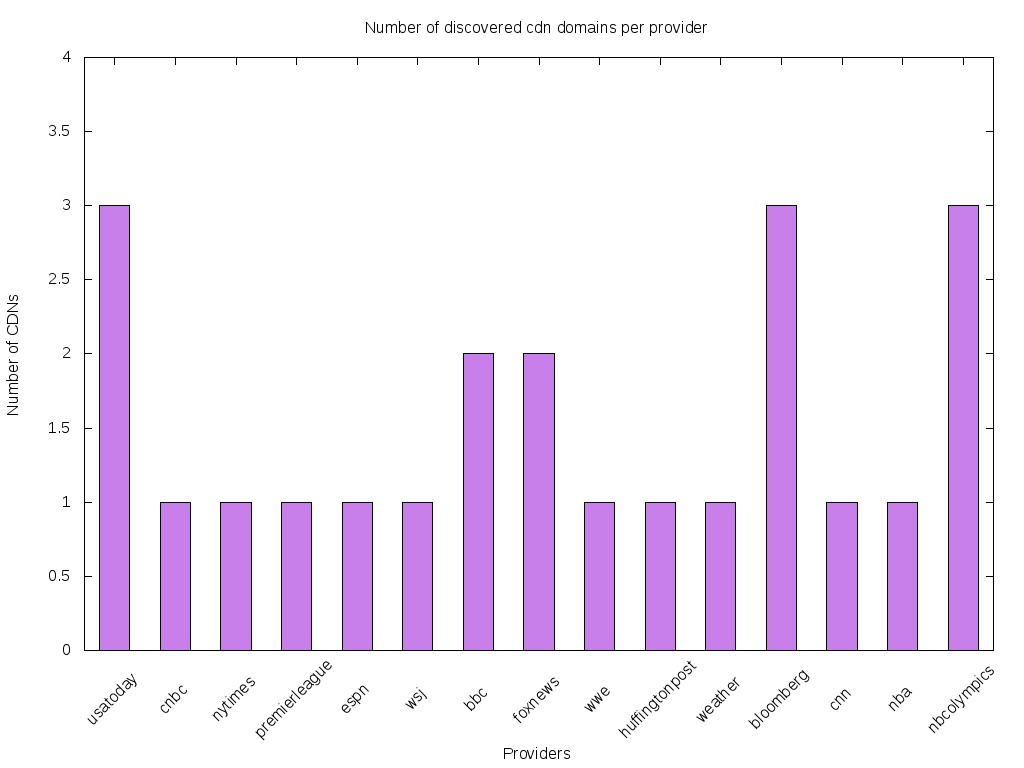 Number of discovered cdn domains per provider
4
3.5
3
2.5
2
1.5
1
0.5
0
Number of CDNs
usatoday
cnbc
nytimes
premierleague
espn
wsj
bbc
foxnews
wwe
huffingtonpost
weather
bloomberg
cnn
nba
nbcolympics
Providers